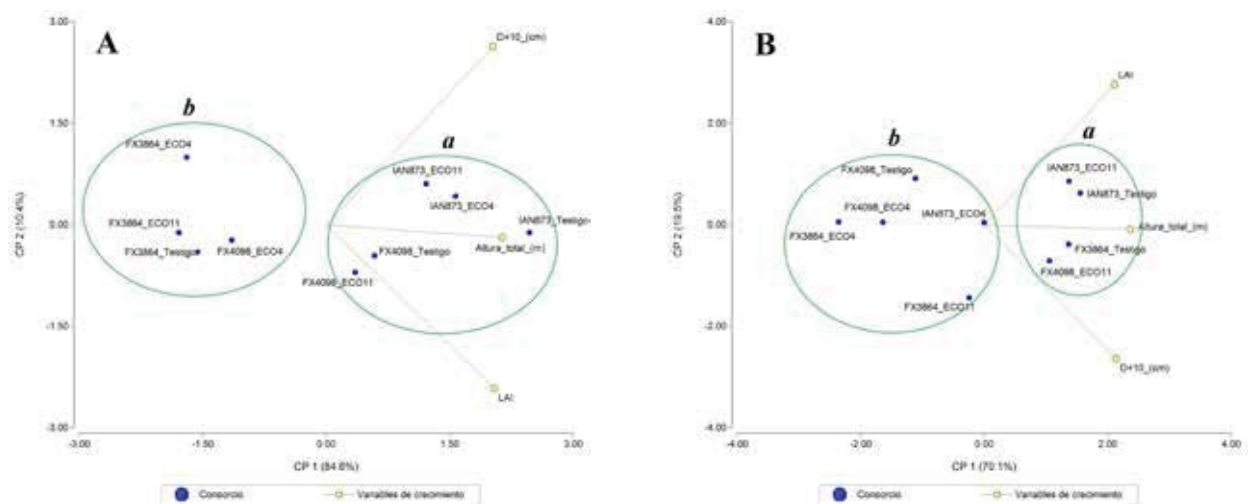 A
3.00
1.50
0.00
-1.50
-3.00
CP 2 (10.4%)
D+10_(cm)
b
FX3864_ECO4
FX3864_ECO11
FX3864_Testigo
FX4098_ECO4
a
IAN873_ECO11
IAN873_ECO4
IAN873_Testigo
Altura_total_(m)
FX4098_Testigo
FX4098_ECO11
LAI
-3.00 -1.50 0.00 1.50 3.00
CP 1 (84.6%)
Consorcio Variables de crecimiento
B
4.00
2.00
0.00
-2.00
-4.00
CP 2 (19.5%)
LAI
b
FX4098_Testigo
FX4098_ECO4
IAN873_ECO4
FX3864_ECO4
FX3864_ECO11
a
IAN873_ECO11
IAN873_Testigo
Altura_total_(m)
FX3864_Testigo
FX4098_ECO11
D+10_(cm)
-4.00 -2.00 0.00 2.00 4.00
CP 1 (70.1%)
Consorcio Variables de crecimiento